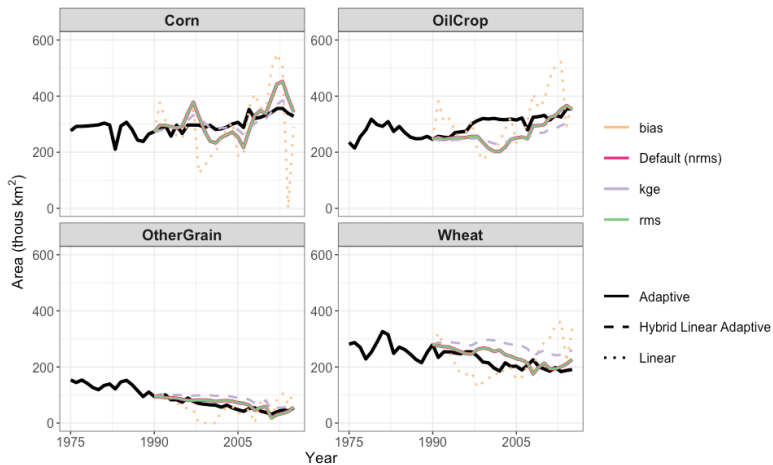 Corn
OilCrop
600
400
200
0
OtherGrain
Wheat
600
400
200
0
1975
1990
2005
1975
1990
2005
Year
Area (thous km²)
bias
Default (nrms)
kge
rms
Adaptive
Hybrid Linear Adaptive
Linear